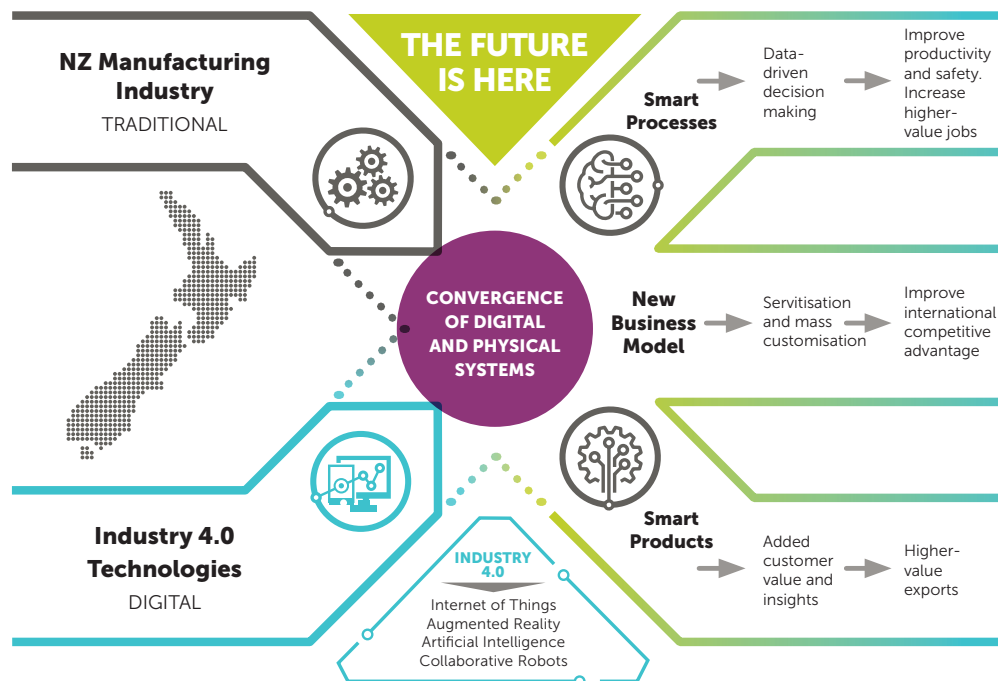 THE FUTURE
IS HERE
NZ Manufacturing
Industry
TRADITIONAL
Industry 4.0
Technologies
DIGITAL
CONVERGENCE
OF DIGITAL
AND PHYSICAL
SYSTEMS
INDUSTRY
4.0
Internet of Things
Augmented Reality
Artificial Intelligence
Collaborative Robots
Smart
Processes
Data-
driven
decision
making
Improve
productivity
and safety.
Increase
higher-
value jobs
New
Business
Model
Servitisation
and mass
customisation
Improve
international
competitive
advantage
Smart
Products
Added
customer
value and
insights
Higher-
value
exports